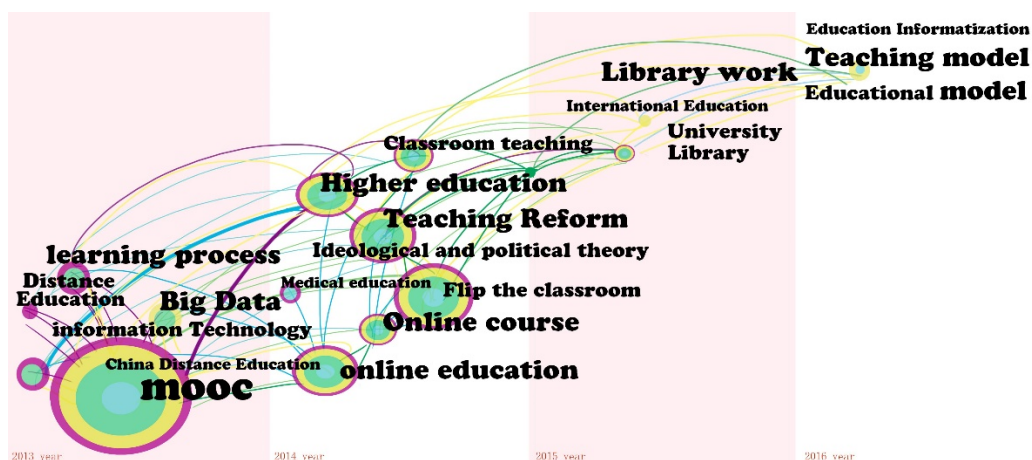 Education Informatization
Teaching model
Library work
Educational model
International Education
University
Library
Classroom teaching
Higher education
Teaching Reform
Ideological and political theory
learning process
Distance
Education
Medical education
Flip the classroom
Big Data
information Technology
Online course
China Distance Education
online education
mooc
2013 year
2014 year
2015 year
2016 year